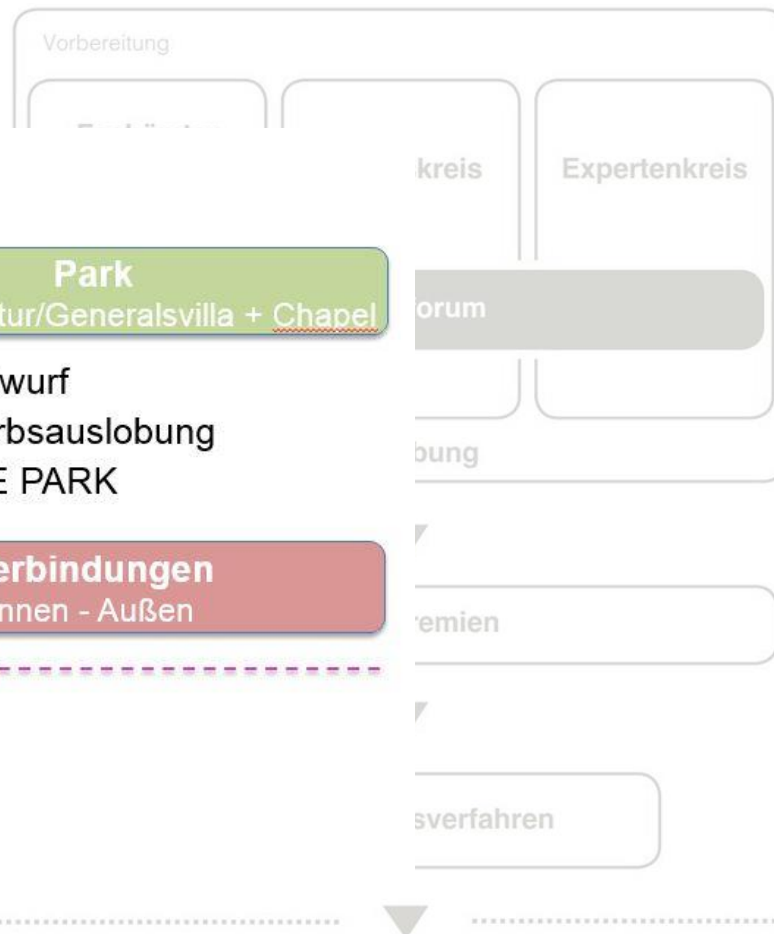 Vorbereitung
kreis
Expertenkreis
Park
tur/Generalsvilla + Chapel
orum
wurf
rbsauslobung
bung
E PARK
erbindungen
nnen - Außen
emien
sverfahren